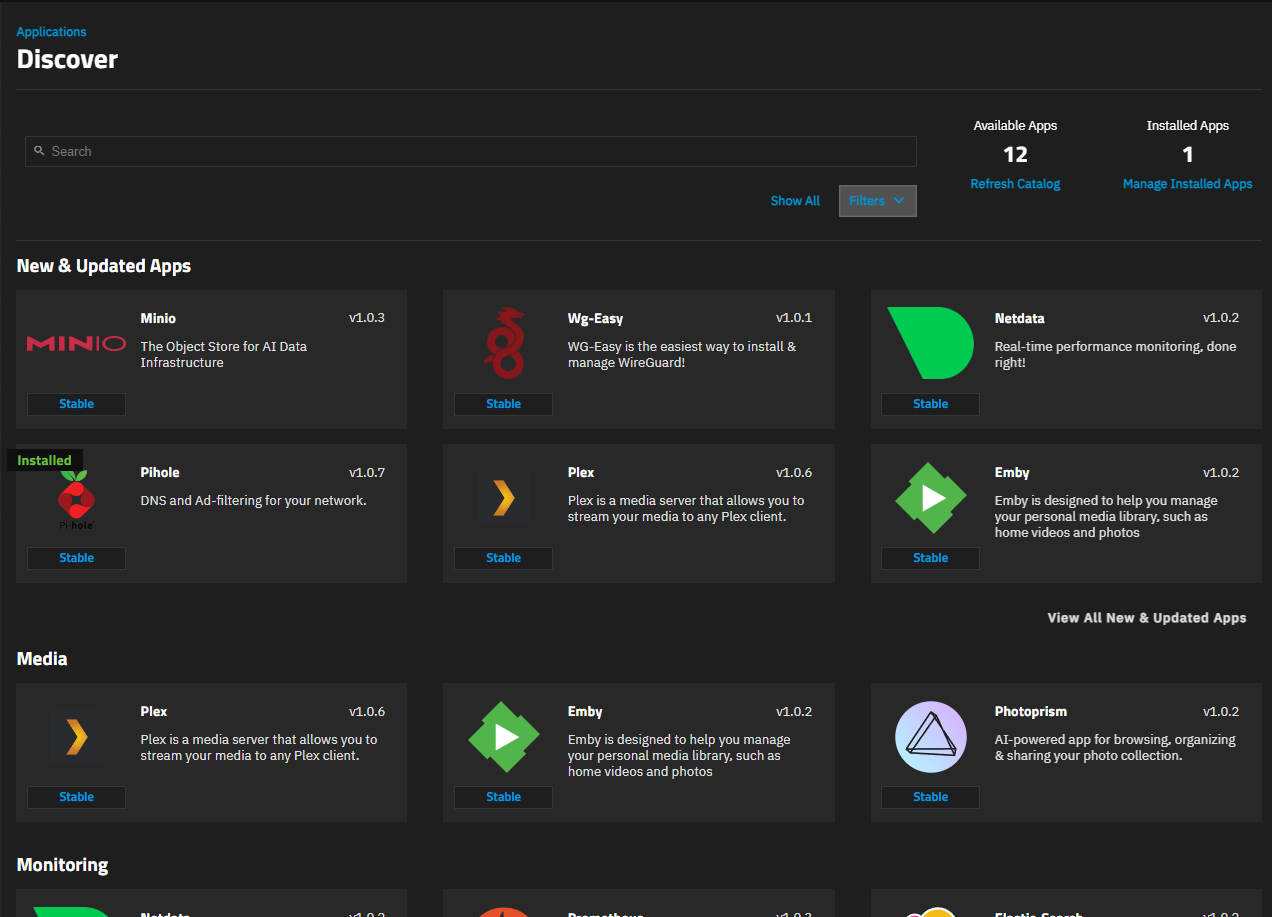 Applications
Discover
Search
Show All
Filters
Available Apps
12
Refresh Catalog
Installed Apps
1
Manage Installed Apps
New & Updated Apps
MINIO
Minio
v1.0.3
The Object Store for AI Data
Infrastructure
Stable
Wg-Easy
v1.0.1
WG-Easy is the easiest way to install &
manage WireGuard!
Stable
Netdata
v1.0.2
Real-time performance monitoring, done
right!
Stable
Installed
Pi-hole
Pihole
v1.0.7
DNS and Ad-filtering for your network.
Stable
Plex
v1.0.6
Plex is a media server that allows you to
stream your media to any Plex client.
Stable
Emby
v1.0.2
Emby is designed to help you manage
your personal media library, such as
home videos and photos
Stable
View All New & Updated Apps
Media
Plex
v1.0.6
Plex is a media server that allows you to
stream your media to any Plex client.
Stable
Emby
v1.0.2
Emby is designed to help you manage
your personal media library, such as
home videos and photos
Stable
Photoprism
v1.0.2
AI-powered app for browsing, organizing
& sharing your photo collection.
Stable
Monitoring
Netdata
Prometheus
Elastic-Search